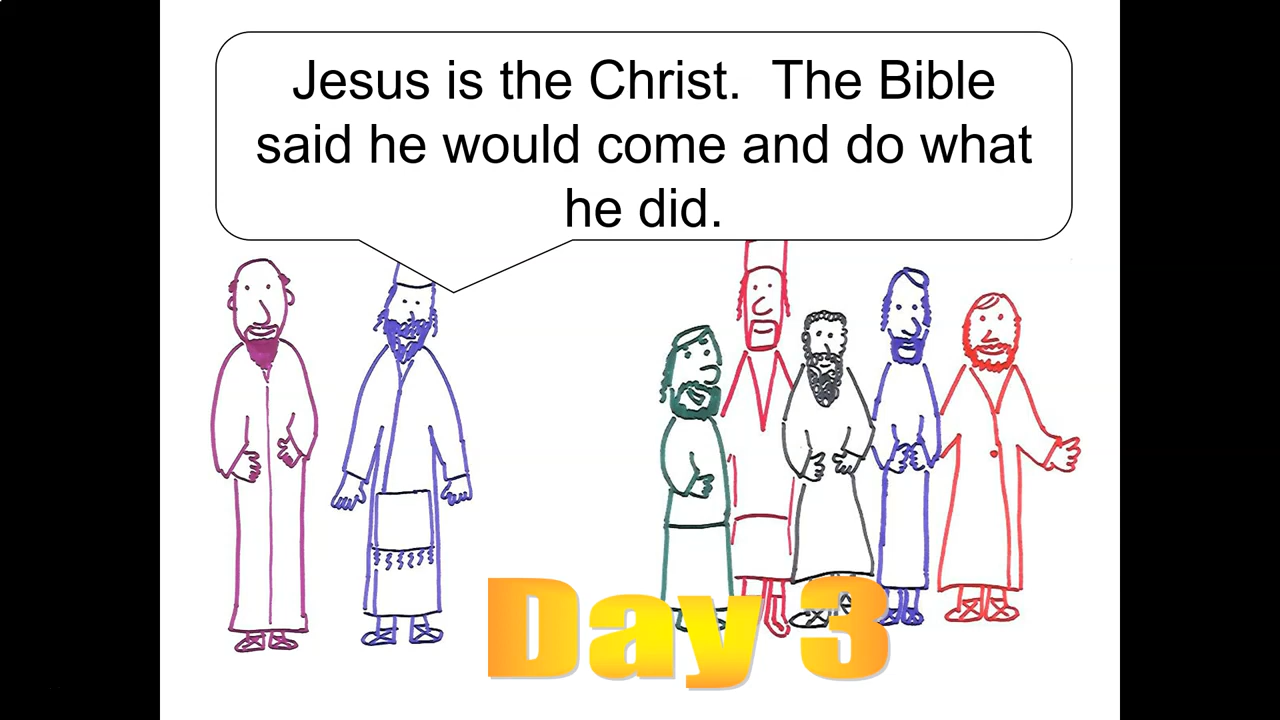 Jesus is the Christ.  The Bible
said he would come and do what
he did.
Day 3